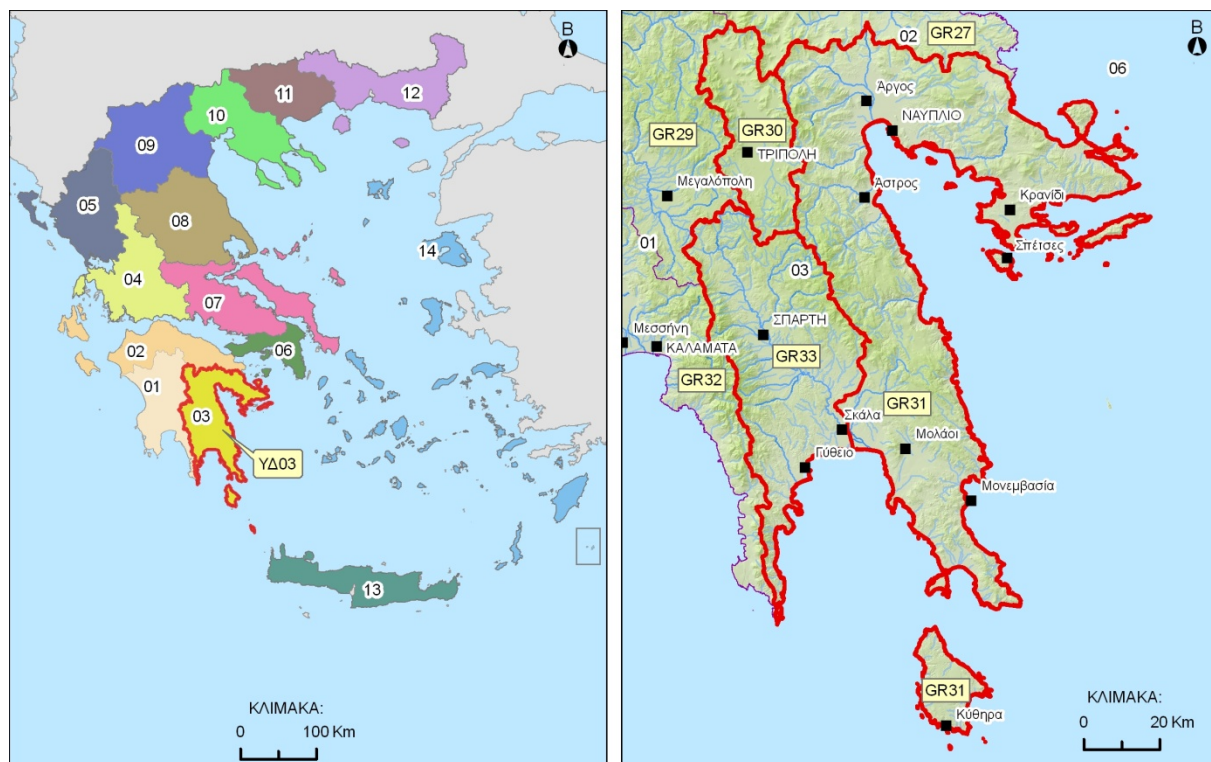 B
11
12
10
09
05
08
14
04
07
02
06
01
03
ΥΔ03
13
ΚΛΙΜΑΚΑ:
0 100 Km
02 GR27
B
06
Άργος
ΝΑΥΠΛΙΟ
GR29
GR30
ΤΡΙΠΟΛΗ
Μεγαλόπολη
Άστρος
Κρανίδι
01
Σπέτσες
03
ΣΠΑΡΤΗ
Μεσσήνη
ΚΑΛΑΜΑΤΑ
GR33
GR32
GR31
Σκάλα
Μολάοι
Γύθειο
Μονεμβασία
GR31
Κύθηρα
ΚΛΙΜΑΚΑ:
0 20 Km